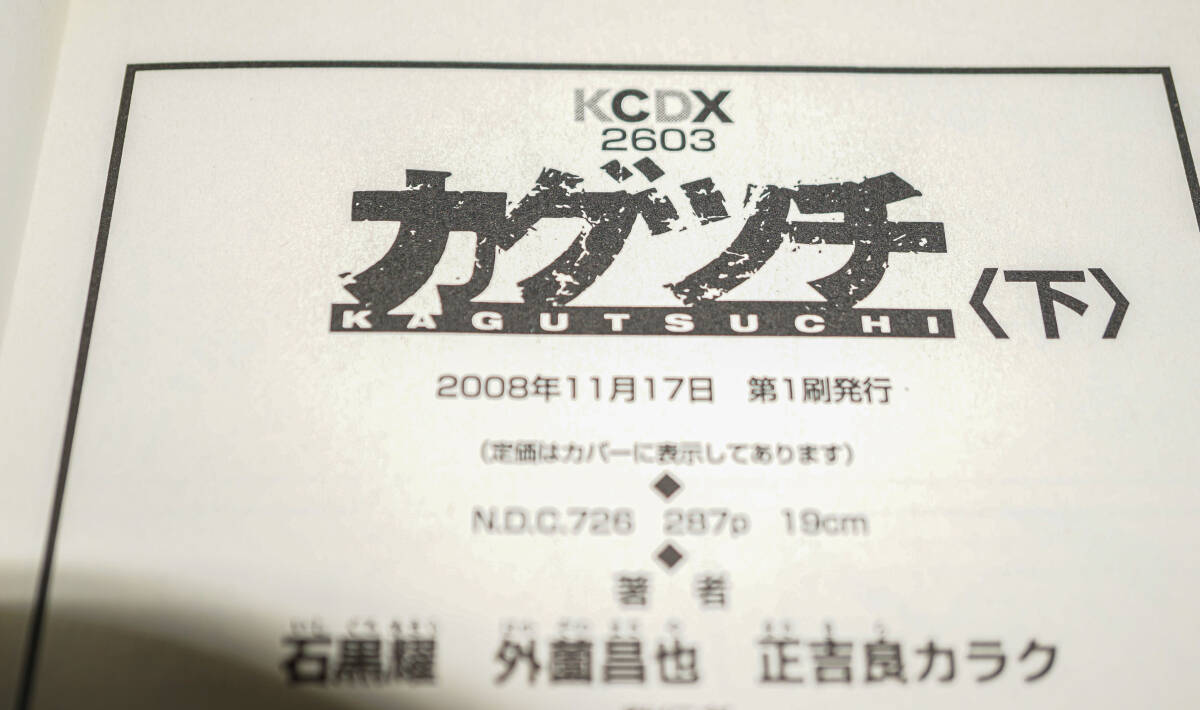 KCDX
2603
カグツチ〈下〉
KAGUTSUCHI
2008年11月17日 第1刷発行
(定価はカバーに表示してあります)
◆
N.D.C.726 287p 19cm
◆
著 者
石黒耀 外薗昌也 正吉良カラク